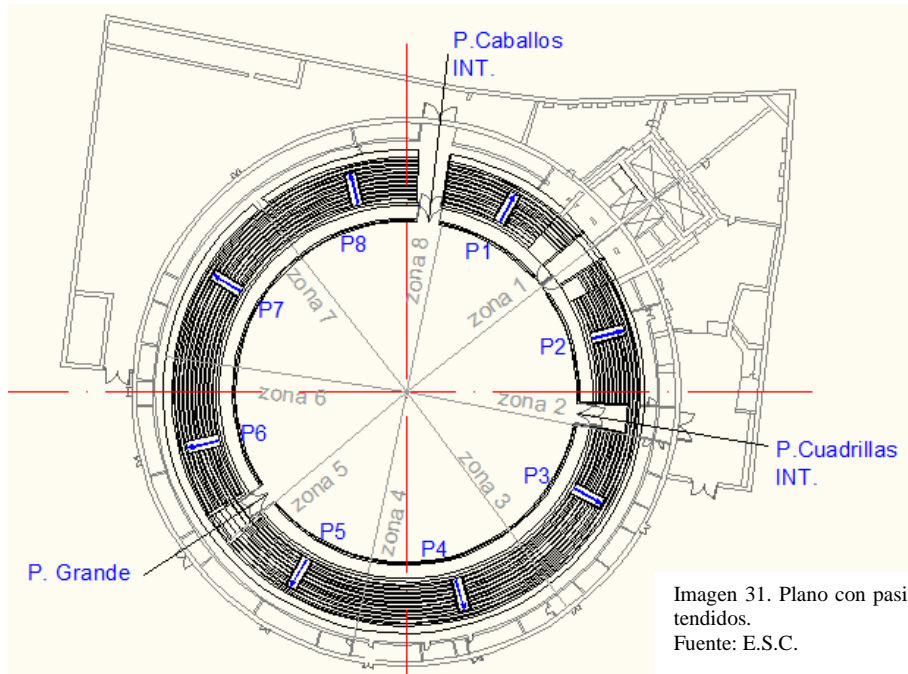 P.Caballos
INT.
P8
P1
zona 8
zona 7
zona 1
P7
P2
zona 6
zona 2
P6
P.Cuadrillas
INT.
P3
zona 5
zona 3
zona 4
P5
P4
P. Grande
Imagen 31. Plano con pasi
tendidos.
Fuente: E.S.C.